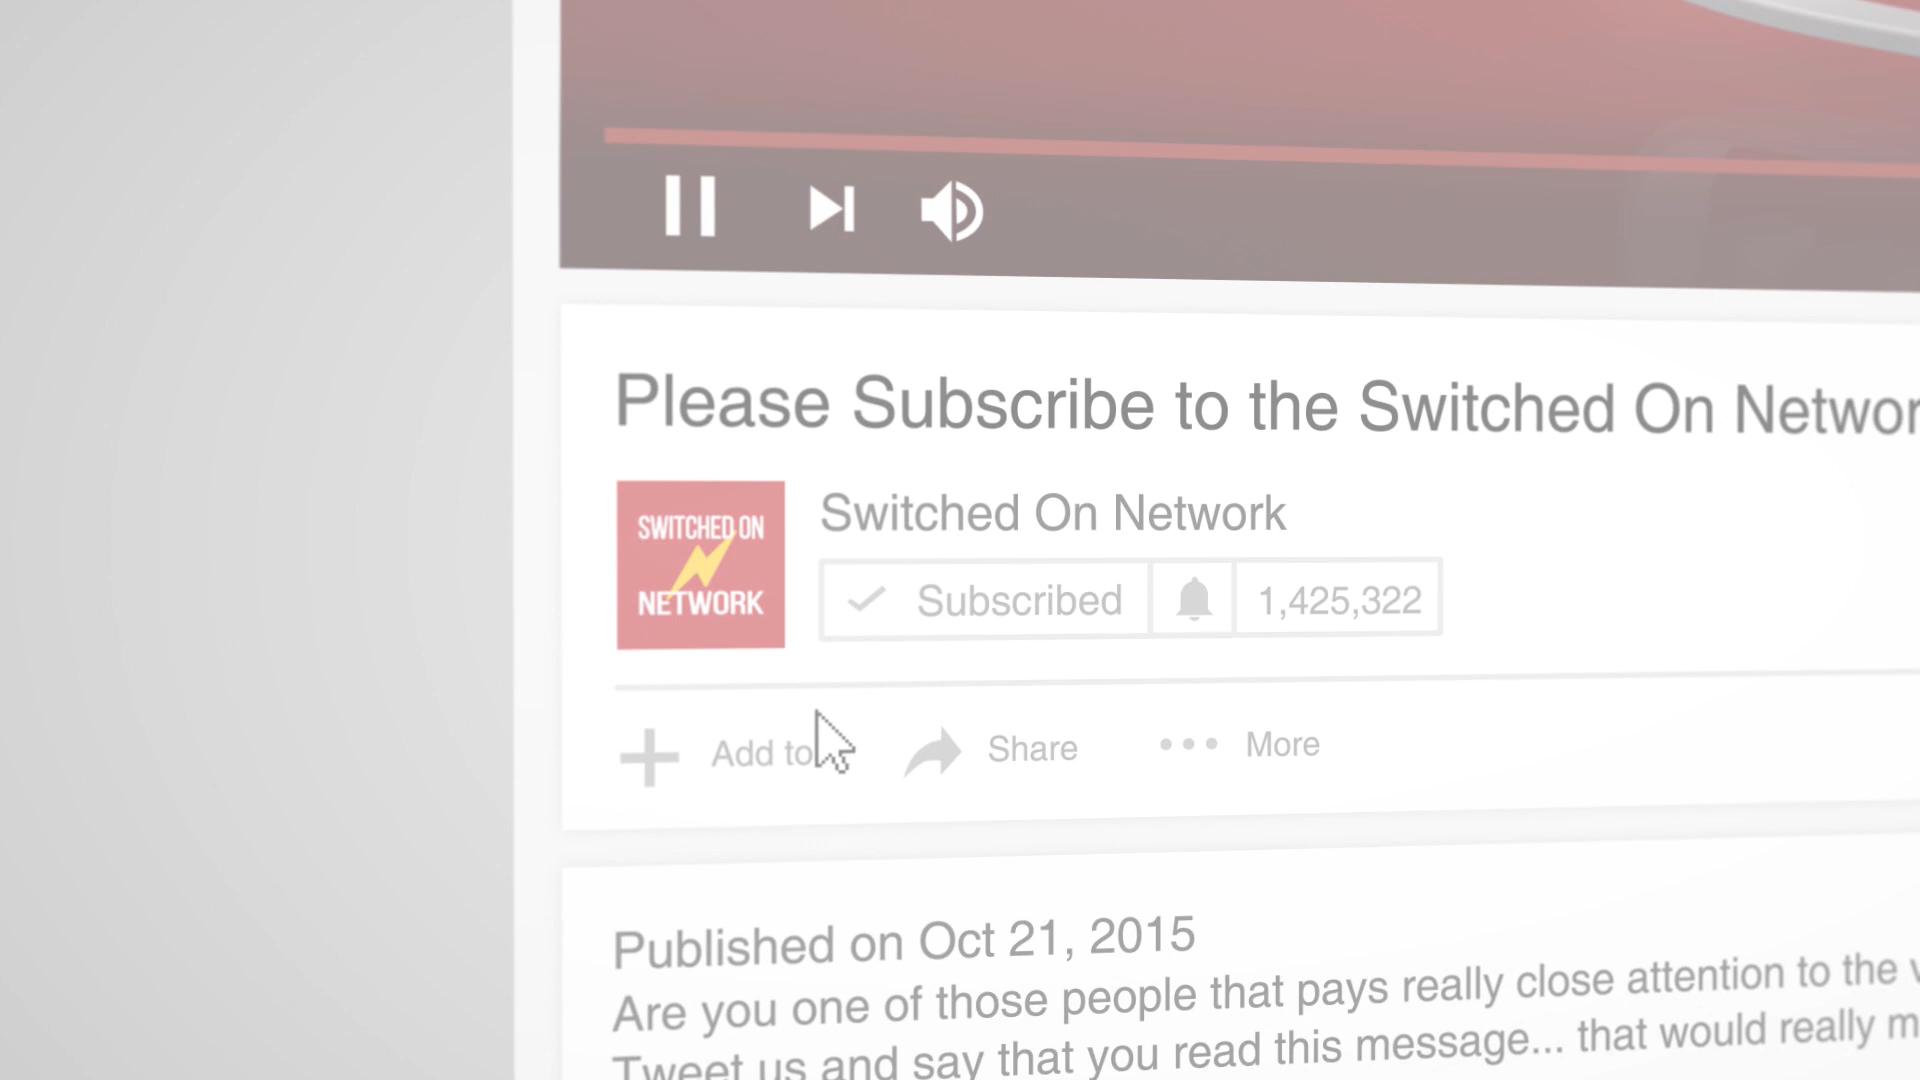 Please Subscribe to the Switched On
SWITCHED ON
NETWORK
Switched On Network
Subscribed
1,425,322
Add to
Share
More
Published on Oct 21, 2015
Are you one of those people that pays really close attention to the
Tweet us and say that you read this message... that would really